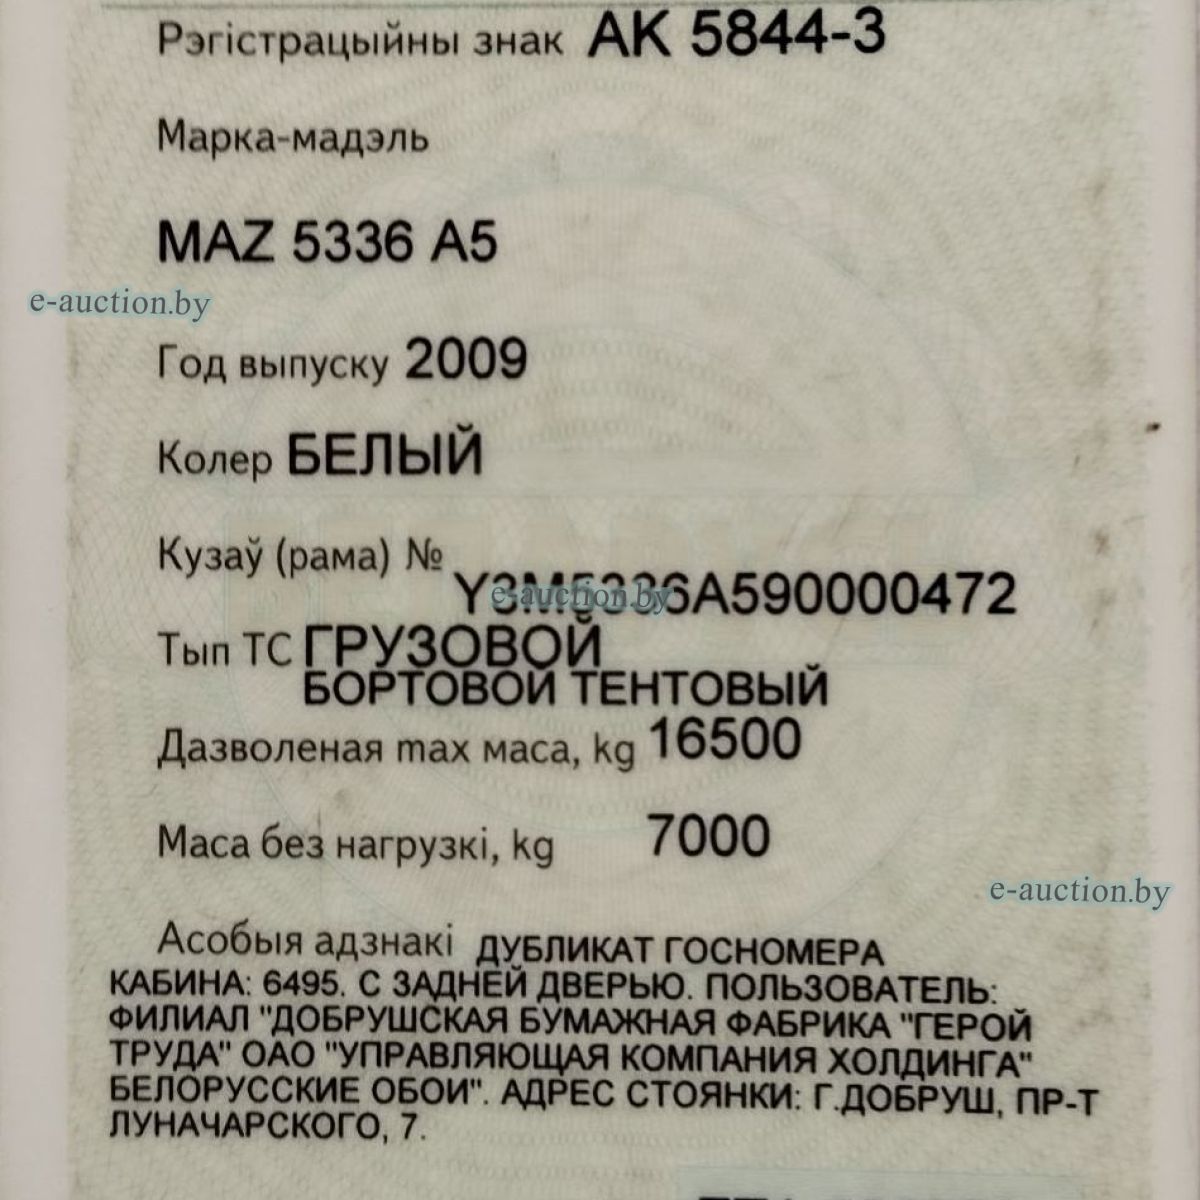 Рэгістрацыйны знак АК 5844-3
Марка-мадэль
MAZ 5336 A5
e-auction.by
Год выпуску 2009
Колер БЕЛЫЙ
Кузаў (рама) №
Y3M5336A590000472
e-auction.by
Тып ТС ГРУЗОВОЙ
БОРТОВОЙ ТЕНТОВЫЙ
Дазволеная max маса, kg 16500
Маса без нагрузкі, kg 7000
e-auction.by
Асобыя адзнакі ДУБЛИКАТ ГОСНОМЕРА
КАБИНА: 6495. С ЗАДНЕЙ ДВЕРЬЮ. ПОЛЬЗОВАТЕЛЬ:
ФИЛИАЛ "ДОБРУШСКАЯ БУМАЖНАЯ ФАБРИКА "ГЕРОЙ
ТРУДА" ОАО "УПРАВЛЯЮЩАЯ КОМПАНИЯ ХОЛДИНГА"
БЕЛОРУССКИЕ ОБОИ". АДРЕС СТОЯНКИ: Г.ДОБРУШ, ПР-Т
ЛУНАЧАРСКОГО, 7.